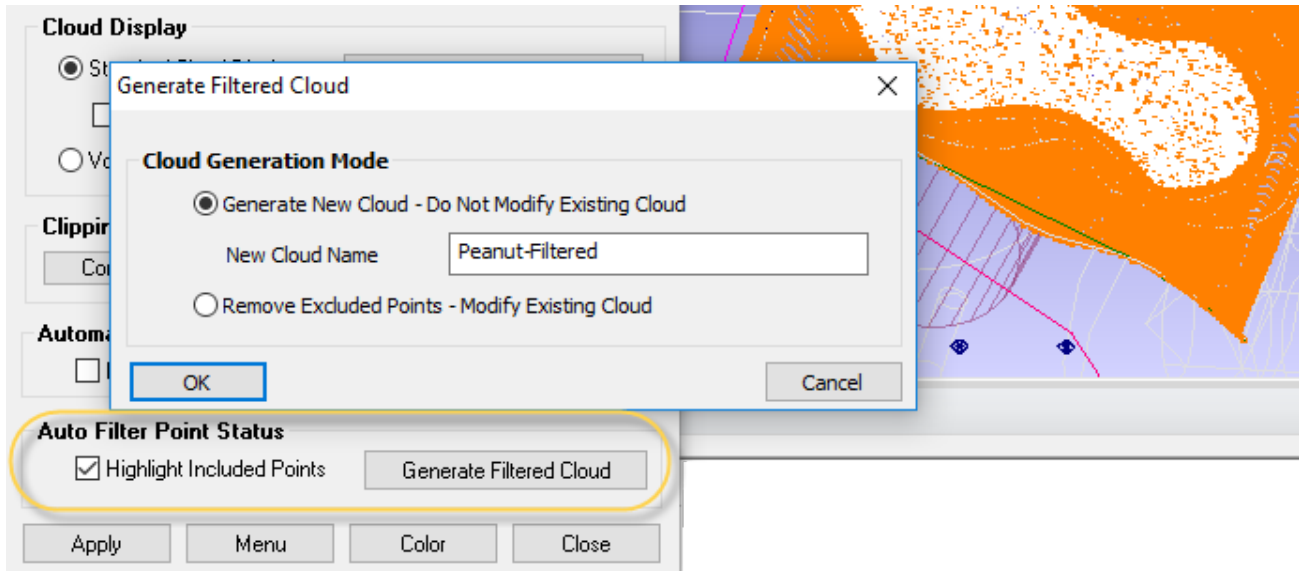 Cloud Display
Generate Filtered Cloud
Cloud Generation Mode
Generate New Cloud - Do Not Modify Existing Cloud
New Cloud Name
Peanut-Filtered
Remove Excluded Points - Modify Existing Cloud
OK
Cancel
Auto Filter Point Status
Highlight Included Points
Generate Filtered Cloud
Apply
Menu
Color
Close